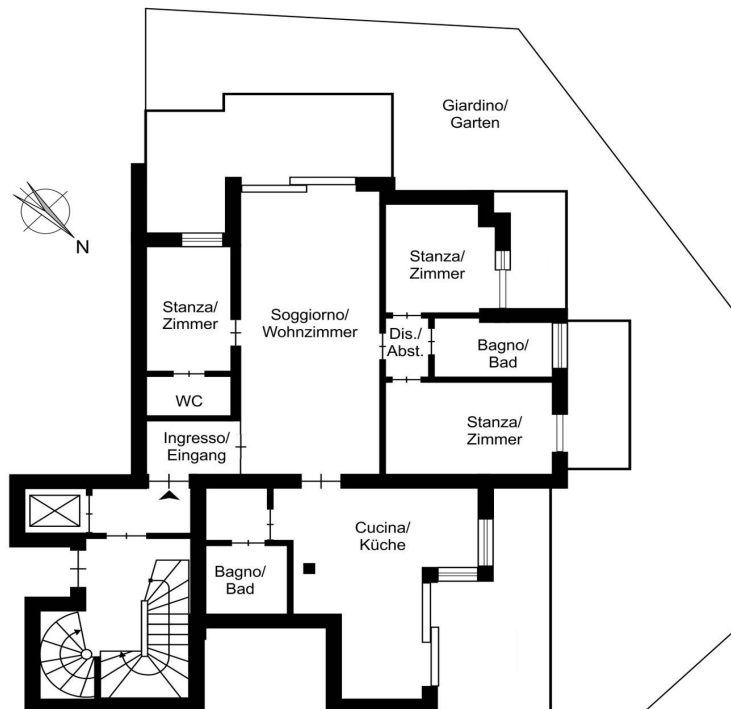 Giardino/
Garten
N
Stanza/
Zimmer
Stanza/
Zimmer
Soggiorno/
Wohnzimmer
Dis./
Abst.
Bagno/
Bad
WC
Stanza/
Zimmer
Ingresso/
Eingang
Cucina/
Küche
Bagno/
Bad